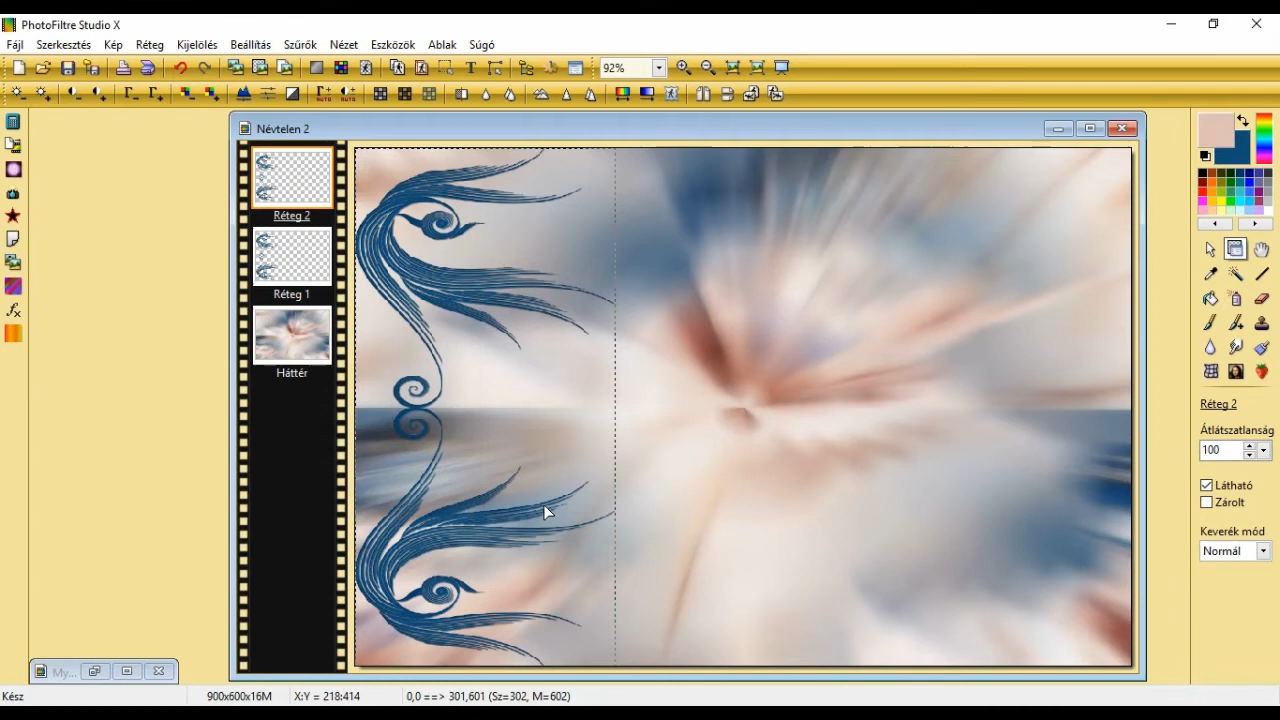 PhotoFiltre Studio X
Fájl Szerkesztés Kép Réteg Kijelölés Beállítás Szűrők Nézet Eszközök Ablak Súgó
92%
Névtelen 2
Réteg 2
Réteg 1
Háttér
Réteg 2
Átlátszatlanság
100
Látható
Zárolt
Keverék mód
Normál
My...
Kész 900x600x16M X:Y = 218:414 0,0 ==> 301,601 (Sz=302, M=602)